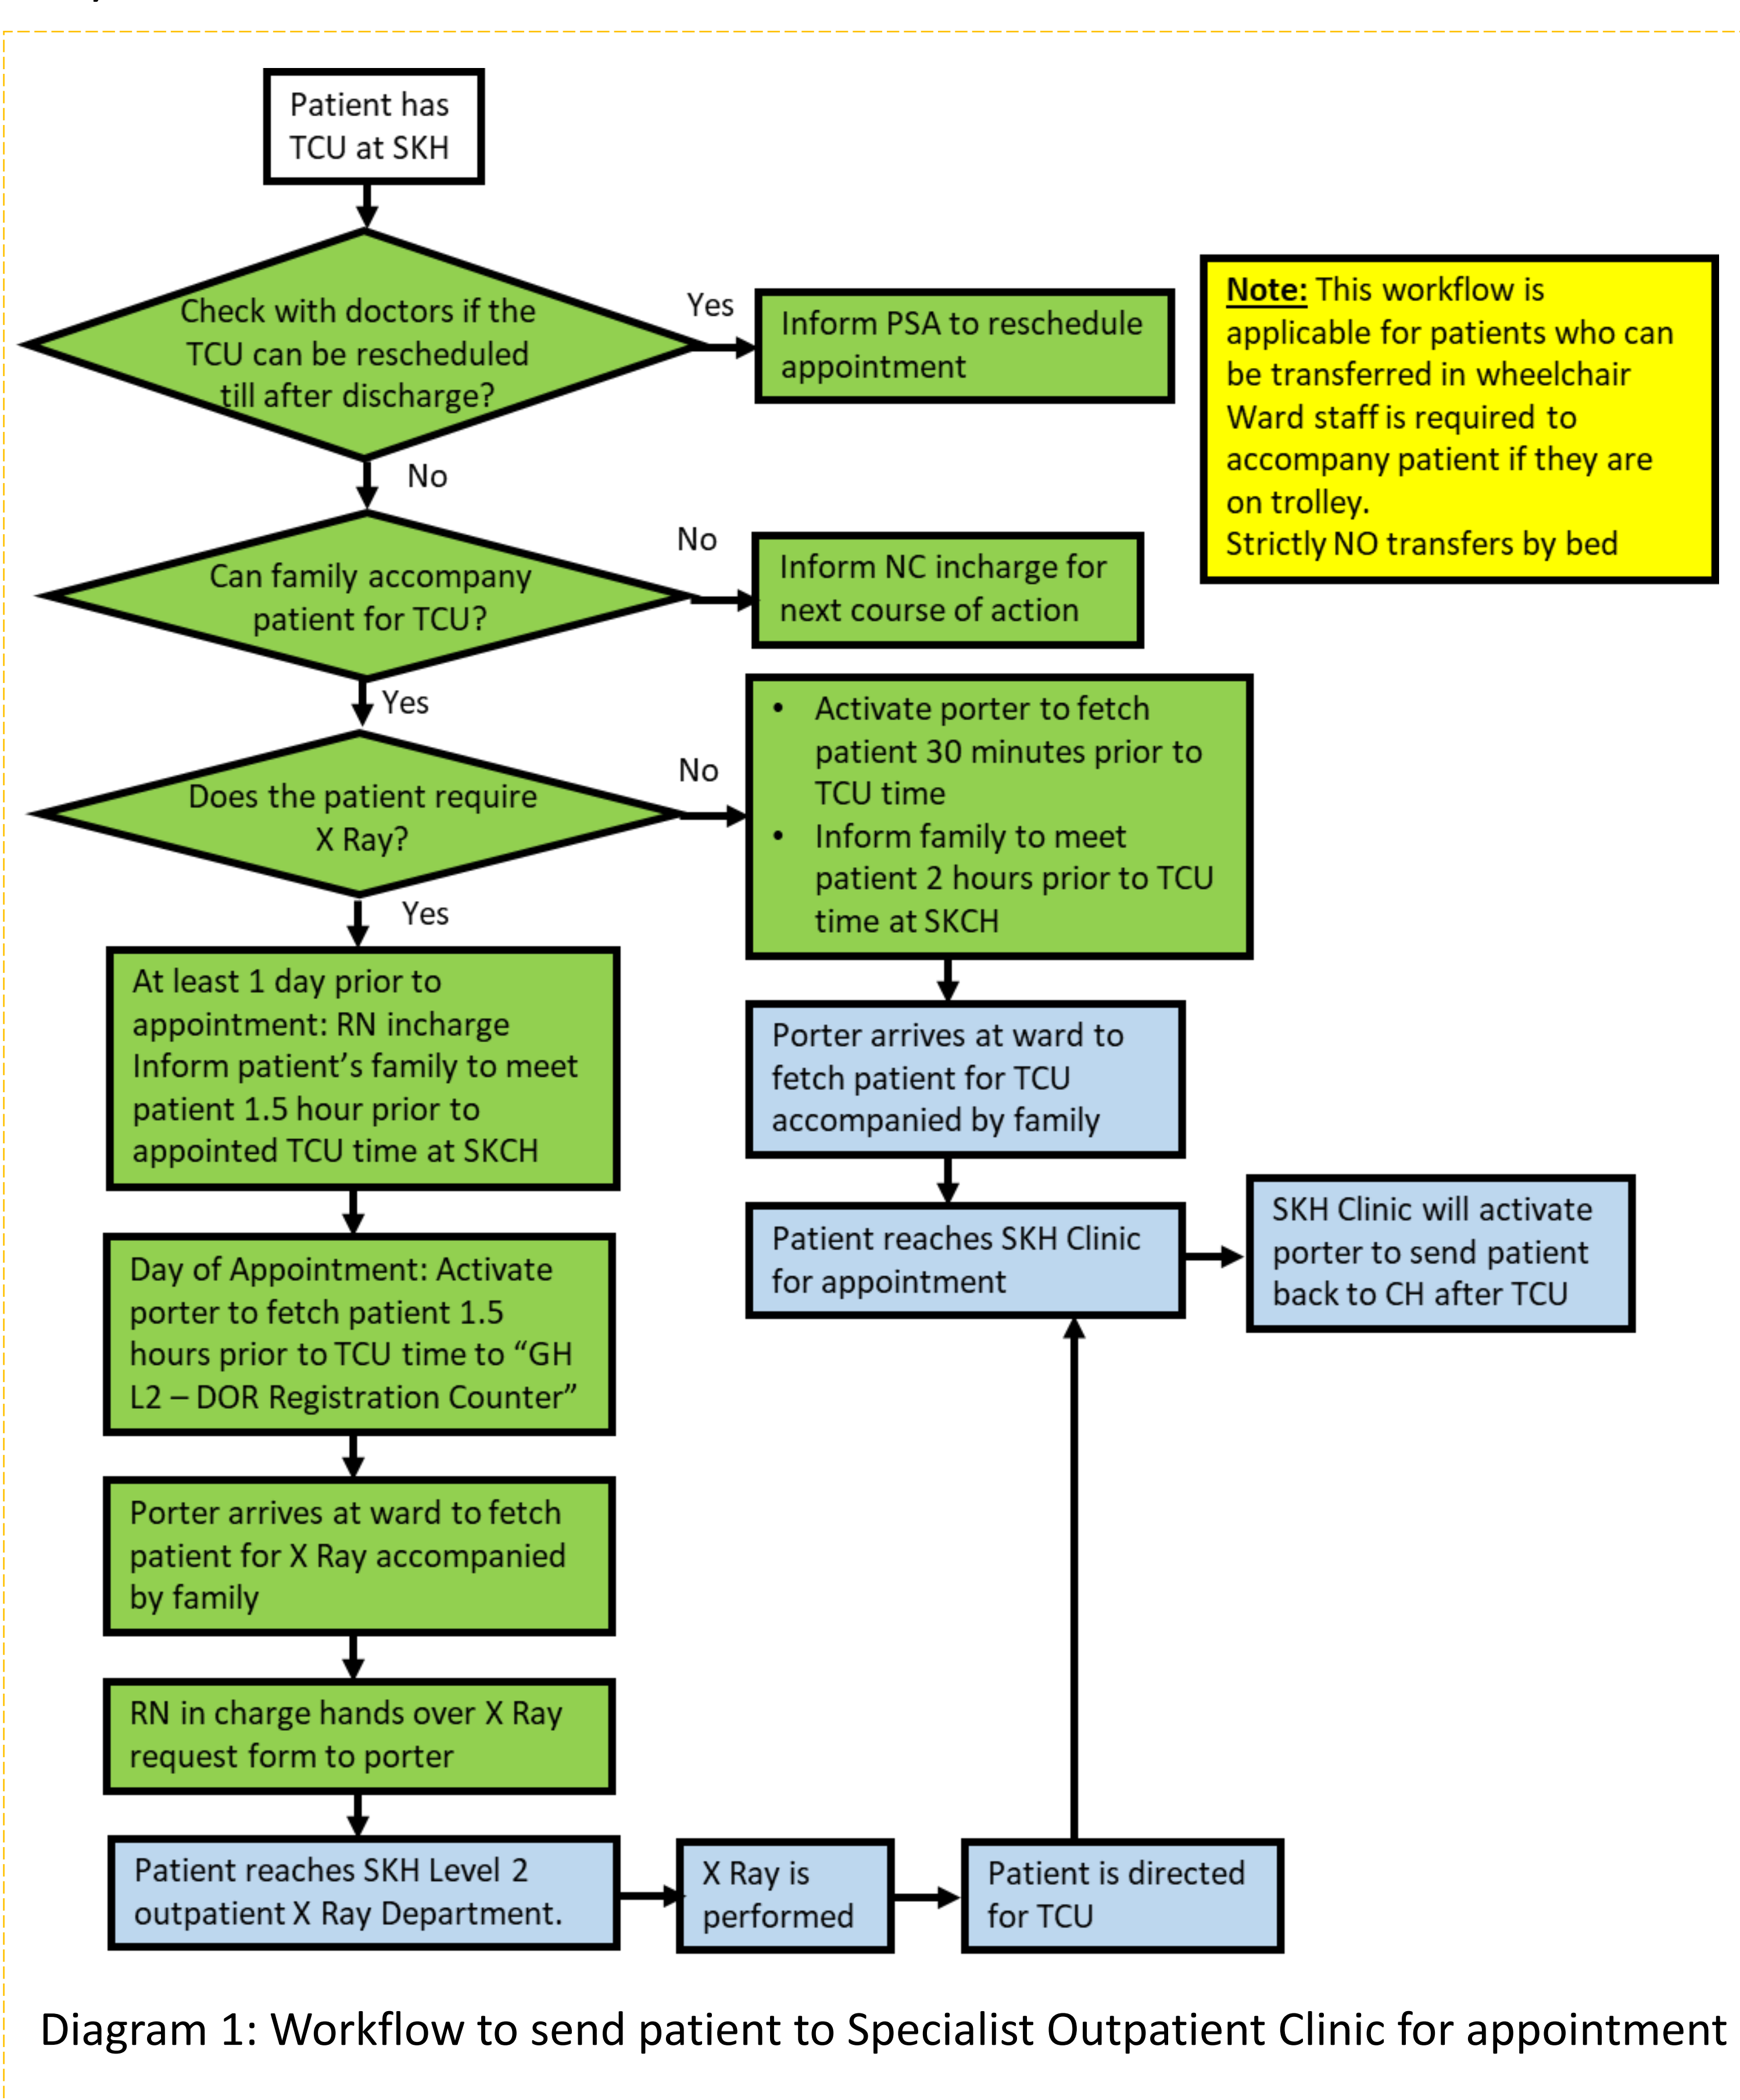 Patient has
TCU at SKH
Check with doctors if the
TCU can be rescheduled
till after discharge?
Yes
Inform PSA to reschedule
appointment
Note: This workflow is
applicable for patients who can
be transferred in wheelchair
Ward staff is required to
accompany patient if they are
on trolley.
Strictly NO transfers by bed
No
Can family accompany
patient for TCU?
No
Inform NC incharge for
next course of action
Yes
Does the patient require
X Ray?
No
• Activate porter to fetch
patient 30 minutes prior to
TCU time
• Inform family to meet
patient 2 hours prior to TCU
time at SKCH
Yes
At least 1 day prior to
appointment: RN incharge
Inform patient’s family to meet
patient 1.5 hour prior to
appointed TCU time at SKCH
Porter arrives at ward to
fetch patient for TCU
accompanied by family
Patient reaches SKH Clinic
for appointment
SKH Clinic will activate
porter to send patient
back to CH after TCU
Day of Appointment: Activate
porter to fetch patient 1.5
hours prior to TCU time to “GH
L2 – DOR Registration Counter”
Porter arrives at ward to fetch
patient for X Ray accompanied
by family
RN in charge hands over X Ray
request form to porter
Patient reaches SKH Level 2
outpatient X Ray Department.
X Ray is
performed
Patient is directed
for TCU
Diagram 1: Workflow to send patient to Specialist Outpatient Clinic for appointment